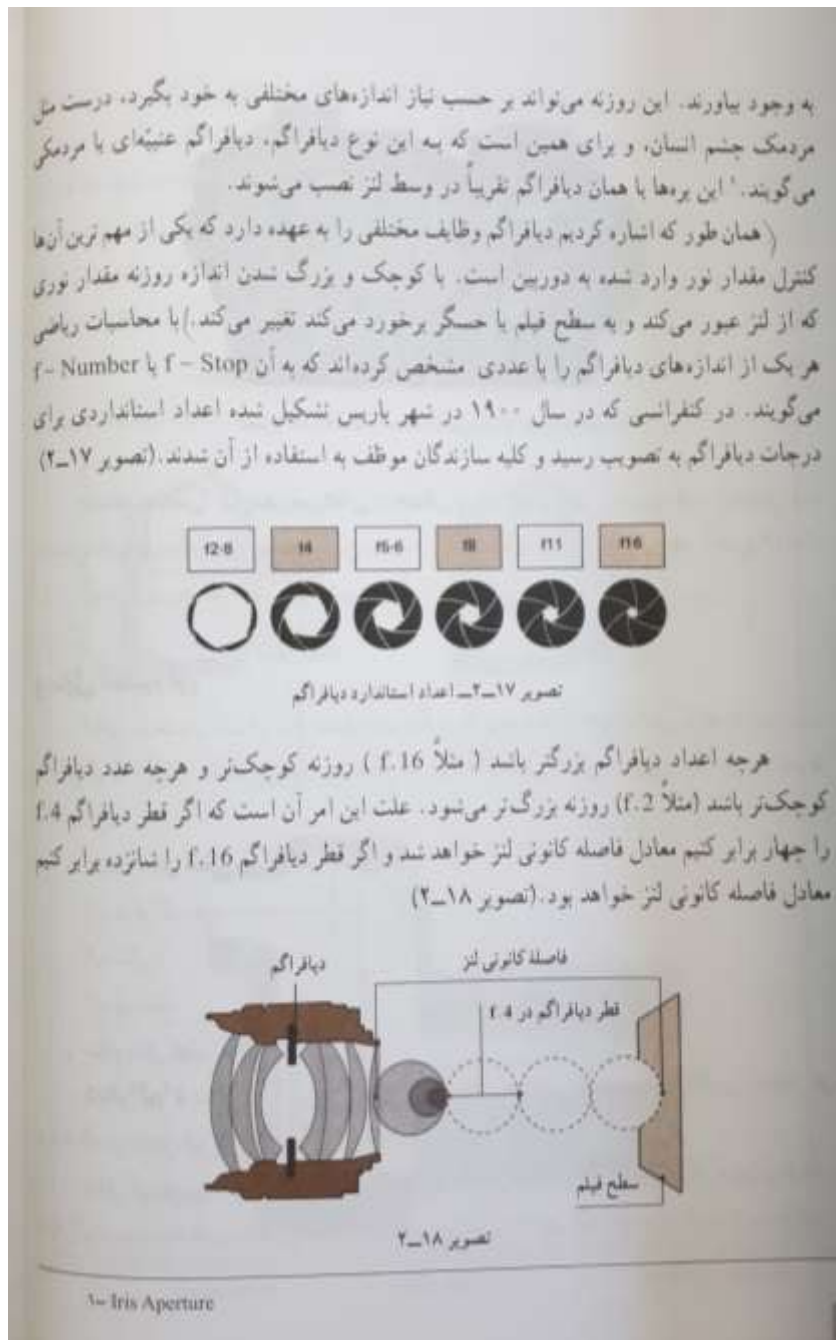 به وجود بیاورند. این روزنه می‌تواند بر حسب نیاز اندازه‌های مختلفی به خود بگیرد، درست مثل
مردمک چشم انسان، و برای همین است که به این نوع دیافراگم، دیافراگم عنبیّه‌ای یا مردمکی
می‌گویند.۱ این پره‌ها یا همان دیافراگم تقریباً در وسط لنز نصب می‌شوند.
(همان طور که اشاره کردیم دیافراگم وظایف مختلفی را به عهده دارد که یکی از مهم ترین آن‌ها
کنترل مقدار نور وارد شده به دوربین است. با کوچک و بزرگ شدن اندازه روزنه مقدار نوری
که از لنز عبور می‌کند و به سطح فیلم یا حسگر برخورد می‌کند تغییر می‌کند.) با محاسبات ریاضی
هر یک از اندازه‌های دیافراگم را با عددی مشخص کرده‌اند که به آن f – Stop یا f– Number
می‌گویند. در کنفرانسی که در سال ۱۹۰۰ در شهر پاریس تشکیل شده اعداد استانداردی برای
درجات دیافراگم به تصویب رسید و کلیه سازندگان موظف به استفاده از آن شدند.(تصویر ۱۷ــ۲)
f2·8 f4 f5·6 f8 f11 f16
تصویر ۱۷ــ۲ــ اعداد استاندارد دیافراگم
هرچه اعداد دیافراگم بزرگتر باشد ( مثلاً f.16 ) روزنه کوچک‌تر و هرچه عدد دیافراگم
کوچک‌تر باشد (مثلاً f.2) روزنه بزرگ‌تر می‌شود. علت این امر آن است که اگر قطر دیافراگم f.4
را چهار برابر کنیم معادل فاصله کانونی لنز خواهد شد و اگر قطر دیافراگم f.16 را شانزده برابر کنیم
معادل فاصله کانونی لنز خواهد بود.(تصویر ۱۸ــ۲)
فاصلهٔ کانونی لنز
دیافراگم
قطر دیافراگم در f.4
سطح فیلم
تصویر ۱۸ــ۲
۱– Iris Aperture